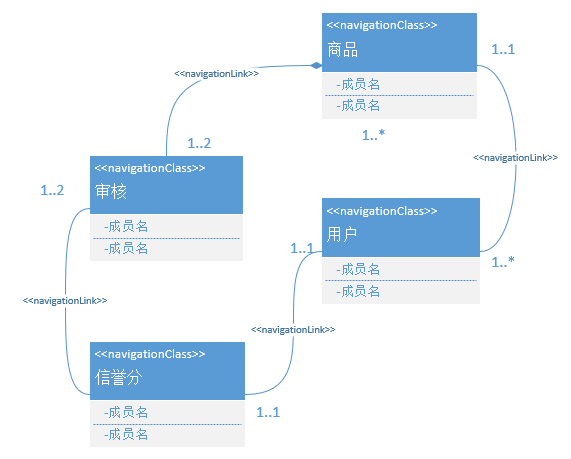 <<navigationClass>>
商品
-成员名
-成员名
1..1
<<navigationLink>>
1..*
1..2
<<navigationClass>>
审核
-成员名
-成员名
1..2
<<navigationLink>>
<<navigationClass>>
用户
-成员名
-成员名
1..1
1..*
<<navigationLink>>
<<navigationLink>>
<<navigationClass>>
信誉分
-成员名
-成员名
1..1